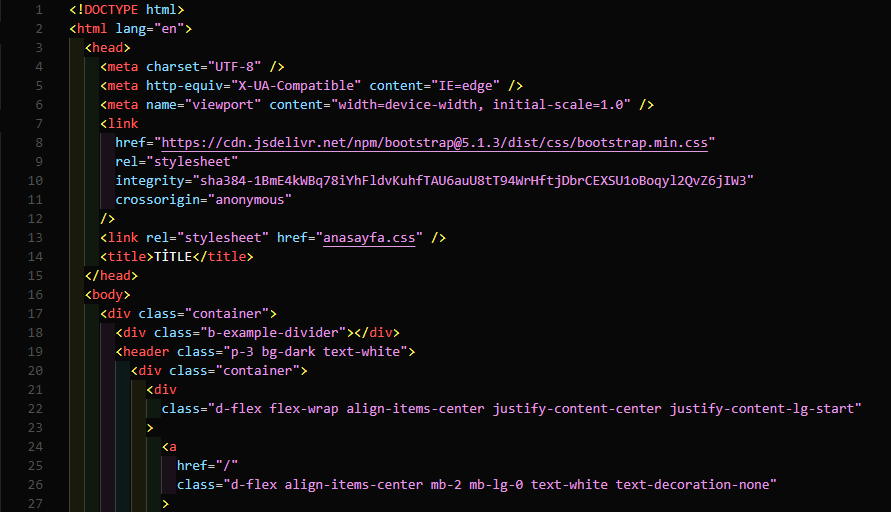 1 <!DOCTYPE html>
2 <html lang="en">
3 <head>
4 <meta charset="UTF-8" />
5 <meta http-equiv="X-UA-Compatible" content="IE=edge" />
6 <meta name="viewport" content="width=device-width, initial-scale=1.0" />
7 <link
8 href="https://cdn.jsdelivr.net/npm/bootstrap@5.1.3/dist/css/bootstrap.min.css"
9 rel="stylesheet"
10 integrity="sha384-1BmE4kWBq78iYhFldvKuhfTAU6auU8tT94WrHftjDbrCEXSU1oBoqyl2QvZ6jIW3"
11 crossorigin="anonymous"
12 />
13 <link rel="stylesheet" href="anasayfa.css" />
14 <title>TİTLE</title>
15 </head>
16 <body>
17 <div class="container">
18 <div class="b-example-divider"></div>
19 <header class="p-3 bg-dark text-white">
20 <div class="container">
21 <div
22 class="d-flex flex-wrap align-items-center justify-content-center justify-content-lg-start"
23 >
24 <a
25 href="/"
26 class="d-flex align-items-center mb-2 mb-lg-0 text-white text-decoration-none"
27 >